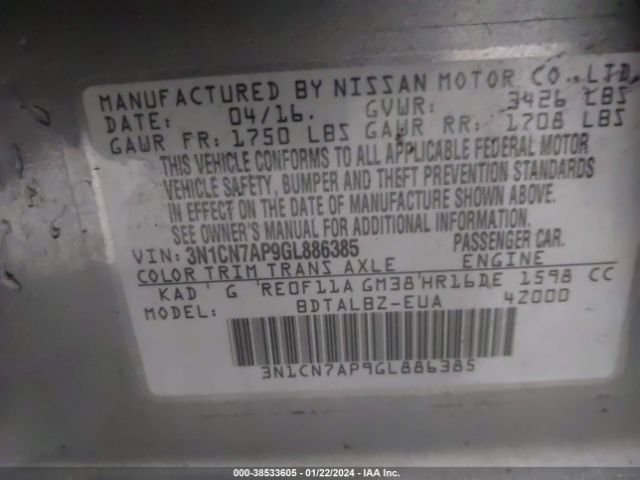 MANUFACTURED BY NISSAN MOTOR CO., LTD.
DATE: 04/16. GVWR: 3426 LBS
GAWR FR: 1750 LBS GAWR RR: 1708 LBS
THIS VEHICLE CONFORMS TO ALL APPLICABLE FEDERAL MOTOR
VEHICLE SAFETY, BUMPER AND THEFT PREVENTION STANDARDS
IN EFFECT ON THE DATE OF MANUFACTURE SHOWN ABOVE.
SEE OWNER'S MANUAL FOR ADDITIONAL INFORMATION.
VIN: 3N1CN7AP9GL886385 PASSENGER CAR.
COLOR TRIM TRANS AXLE ENGINE
KAD G RE0F11A GM38 HR16DE 1598 CC
MODEL: BDTALBZ-EUA 4Z000
3N1CN7AP9GL886385
000-38533605 - 01/22/2024 - IAA Inc.